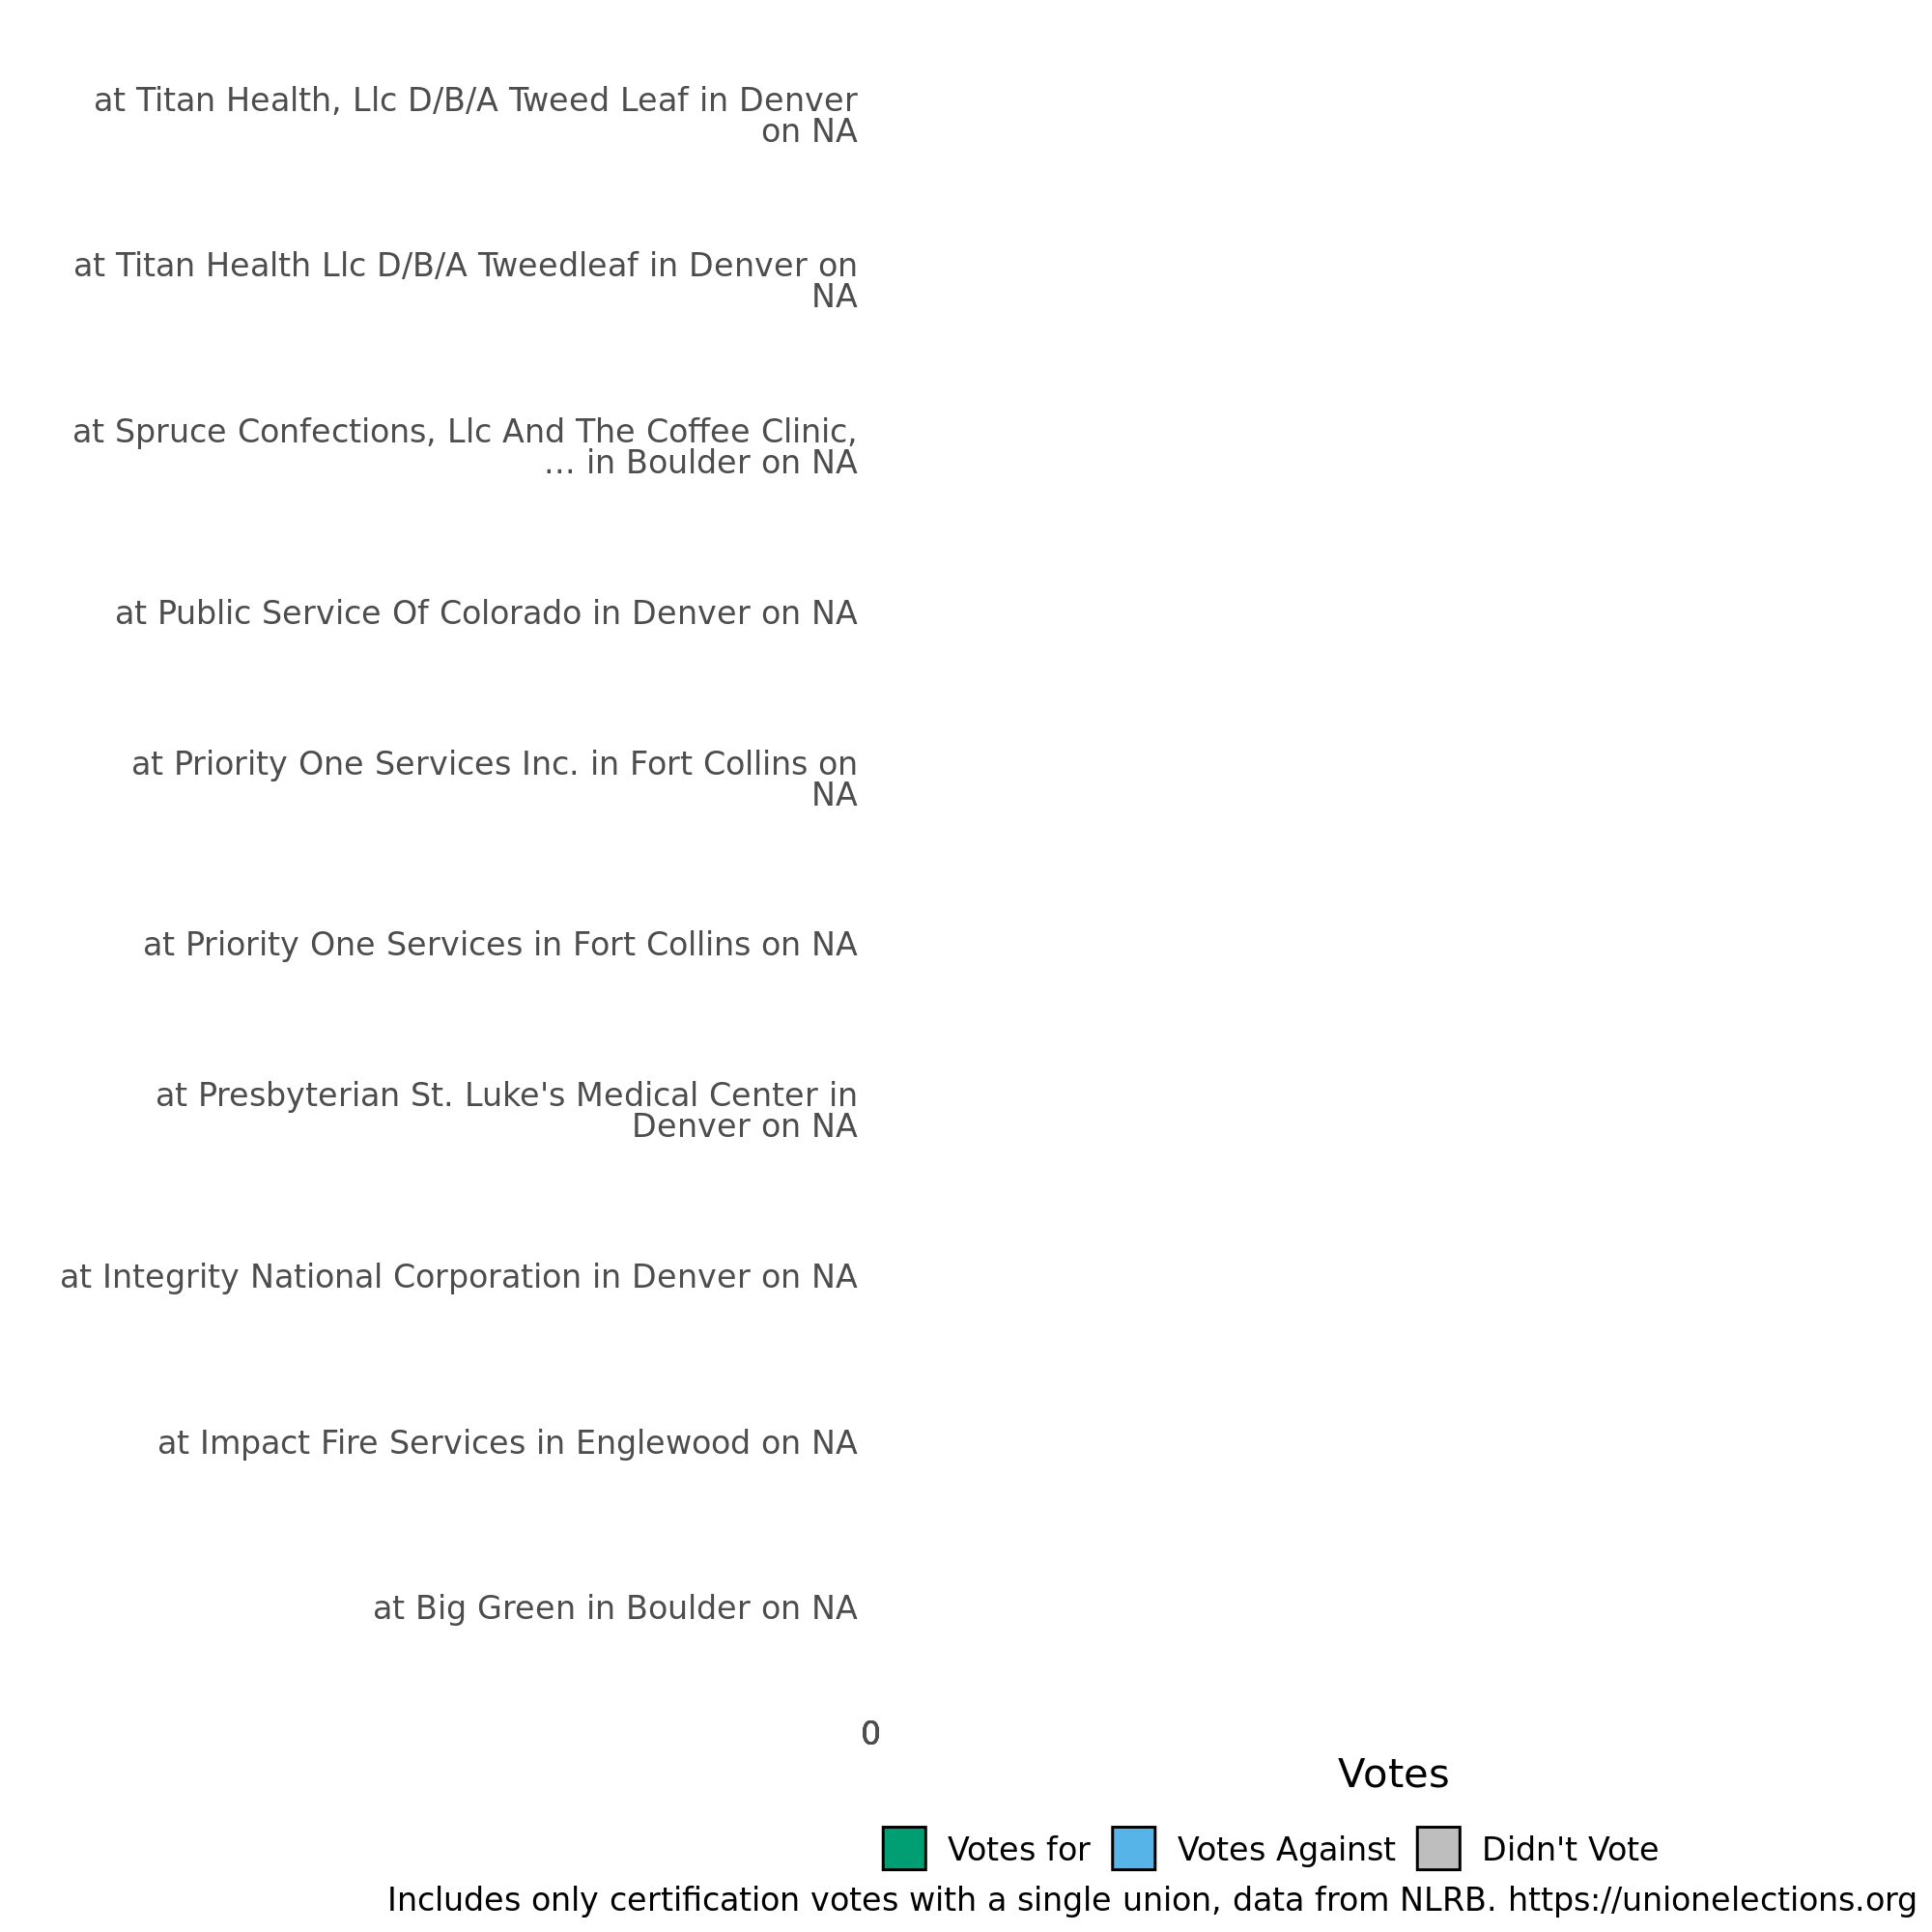 at Titan Health, Llc D/B/A Tweed Leaf in Denver
on NA
at Titan Health Llc D/B/A Tweedleaf in Denver on
NA
at Spruce Confections, Llc And The Coffee Clinic,
... in Boulder on NA
at Public Service Of Colorado in Denver on NA
at Priority One Services Inc. in Fort Collins on
NA
at Priority One Services in Fort Collins on NA
at Presbyterian St. Luke's Medical Center in
Denver on NA
at Integrity National Corporation in Denver on NA
at Impact Fire Services in Englewood on NA
at Big Green in Boulder on NA
0
Votes
Votes for Votes Against Didn't Vote
Includes only certification votes with a single union, data from NLRB. https://unionelections.org